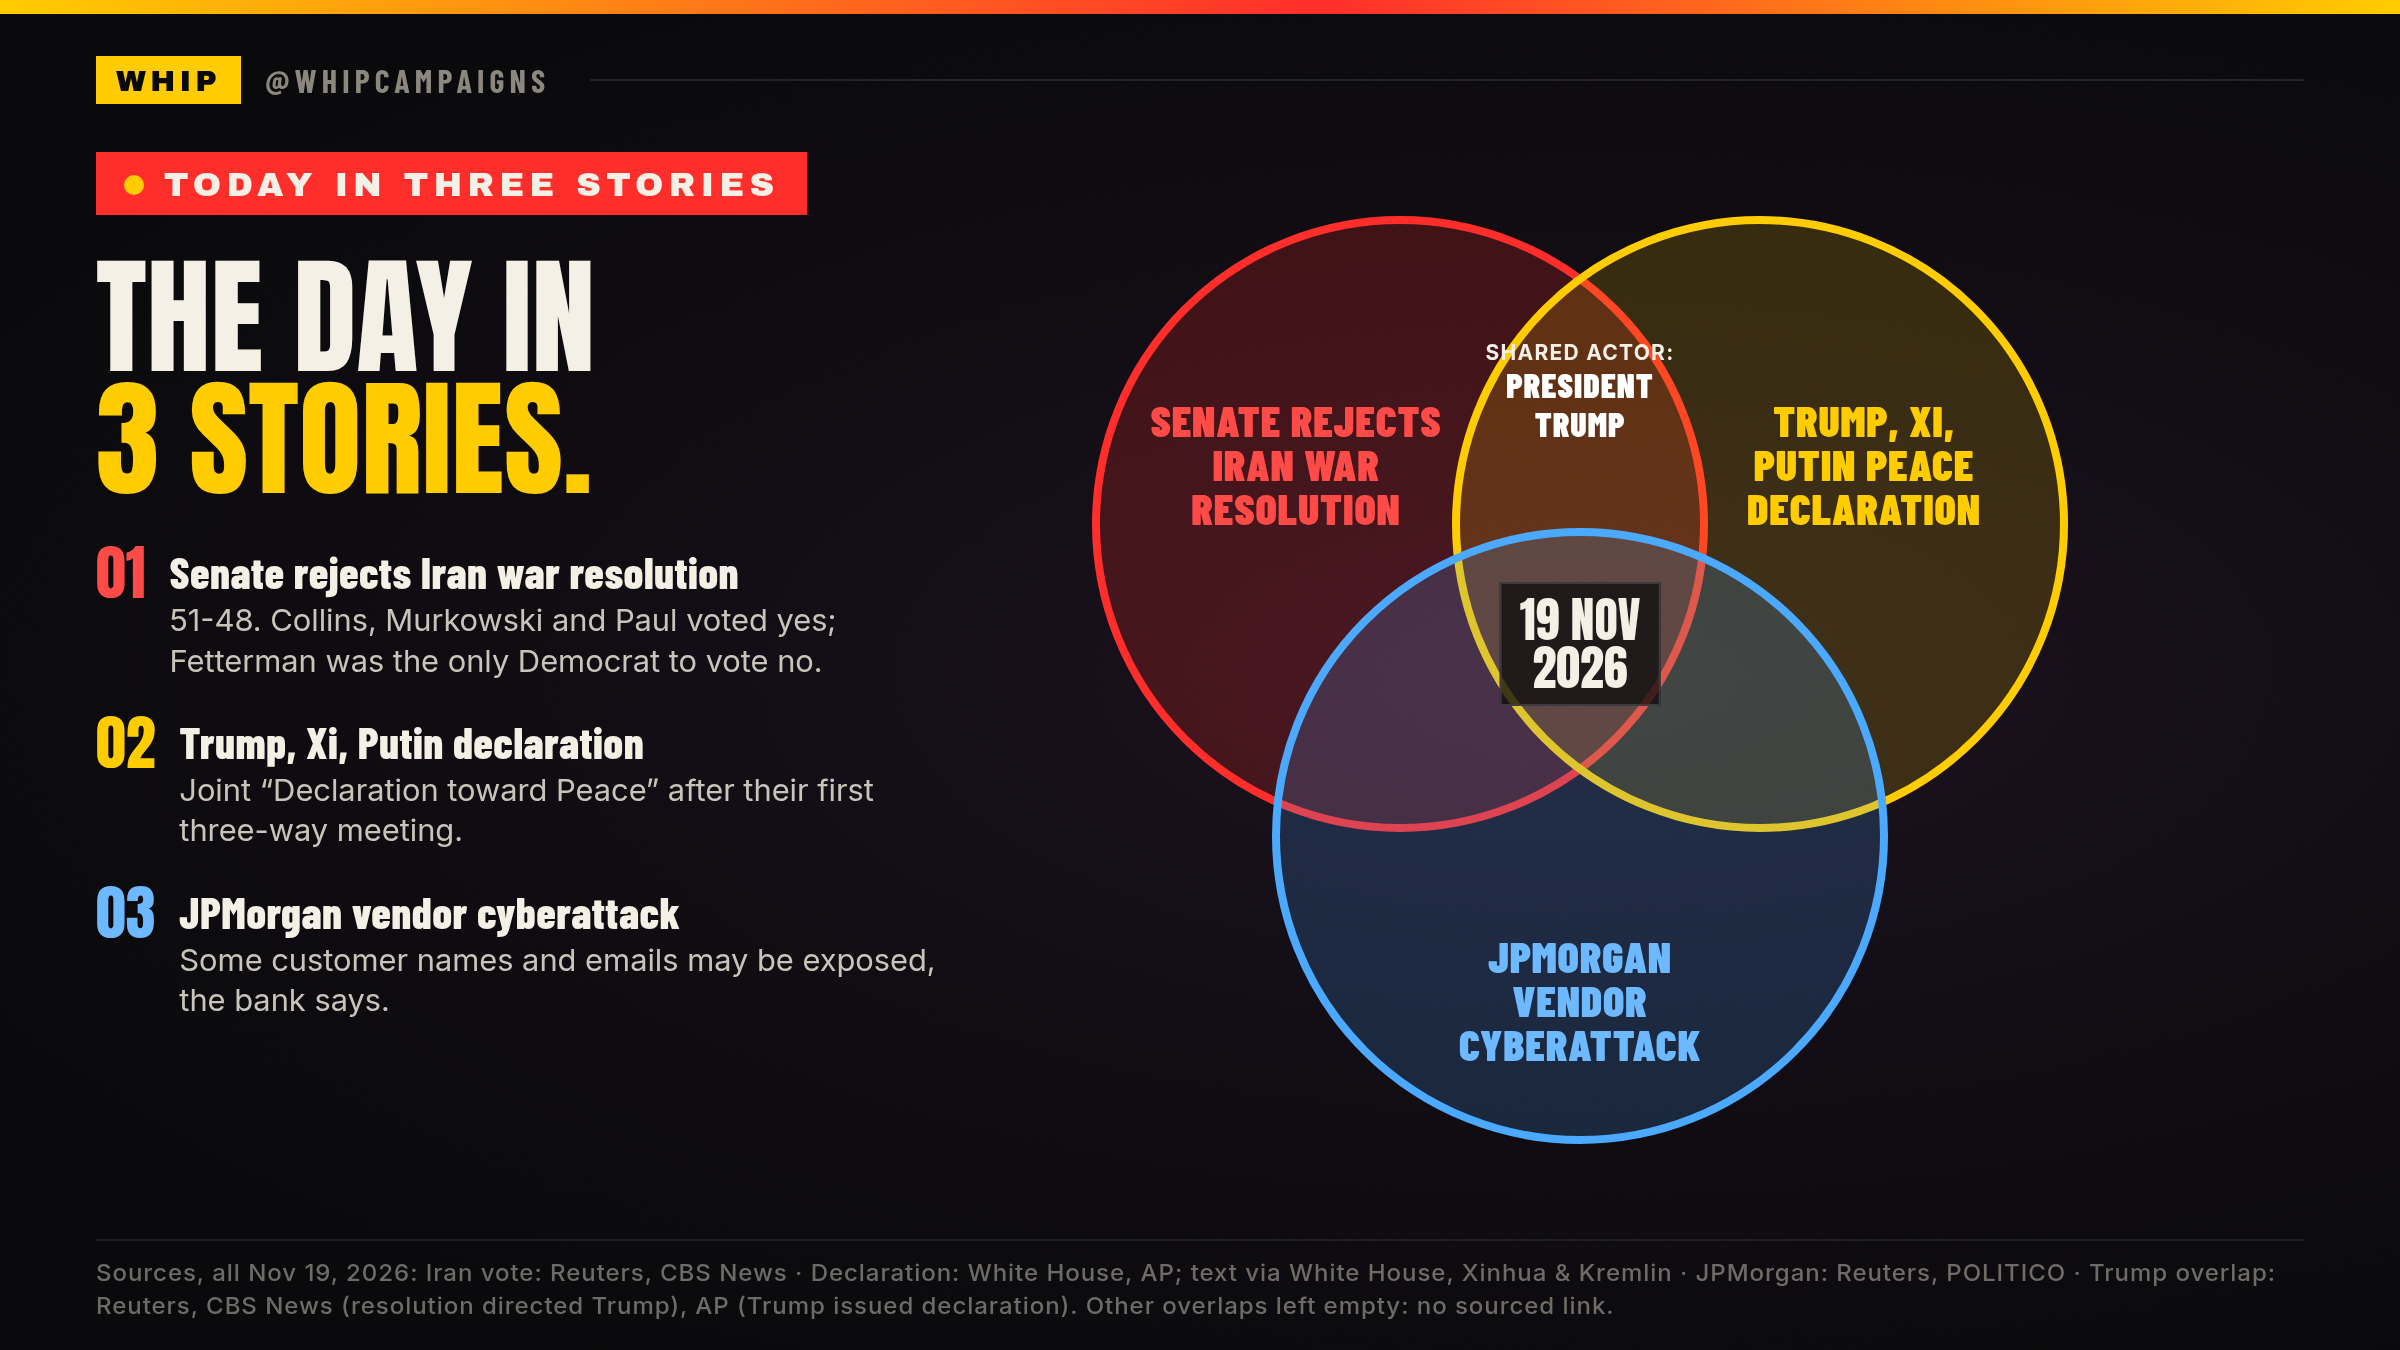 WHIP @WHIPCAMPAIGNS
TODAY IN THREE STORIES
THE DAY IN
3 STORIES.
01 Senate rejects Iran war resolution
51-48. Collins, Murkowski and Paul voted yes;
Fetterman was the only Democrat to vote no.
02 Trump, Xi, Putin declaration
Joint “Declaration toward Peace” after their first
three-way meeting.
03 JPMorgan vendor cyberattack
Some customer names and emails may be exposed,
the bank says.
SENATE REJECTS
IRAN WAR
RESOLUTION
SHARED ACTOR:
PRESIDENT
TRUMP
TRUMP, XI,
PUTIN PEACE
DECLARATION
19 NOV
2026
JPMORGAN
VENDOR
CYBERATTACK
Sources, all Nov 19, 2026: Iran vote: Reuters, CBS News · Declaration: White House, AP; text via White House, Xinhua & Kremlin · JPMorgan: Reuters, POLITICO · Trump overlap:
Reuters, CBS News (resolution directed Trump), AP (Trump issued declaration). Other overlaps left empty: no sourced link.